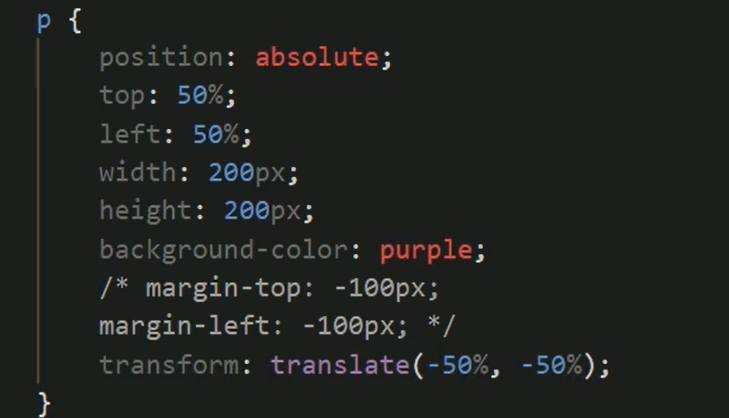 p {
position: absolute;
top: 50%;
left: 50%;
width: 200px;
height: 200px;
background-color: purple;
/* margin-top: -100px;
margin-left: -100px; */
transform: translate(-50%, -50%);
}